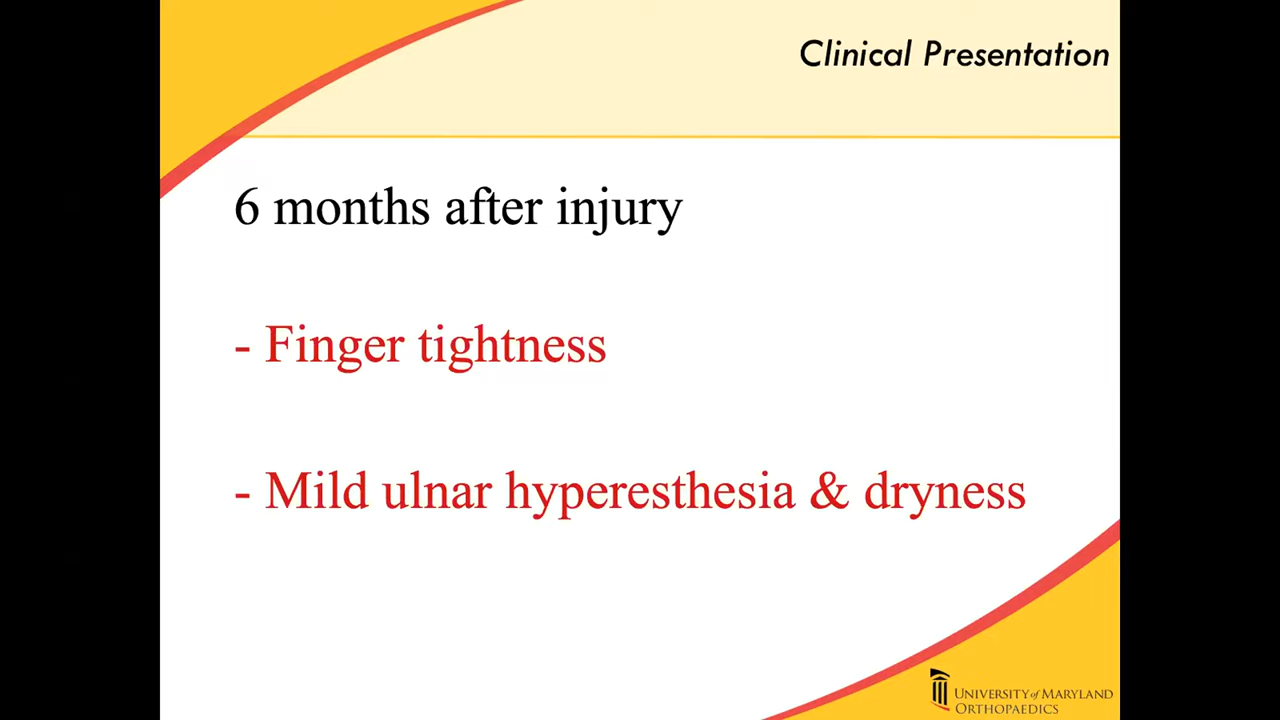 Clinical Presentation
6 months after injury
- Finger tightness
- Mild ulnar hyperesthesia & dryness
UNIVERSITY of MARYLAND
ORTHOPAEDICS